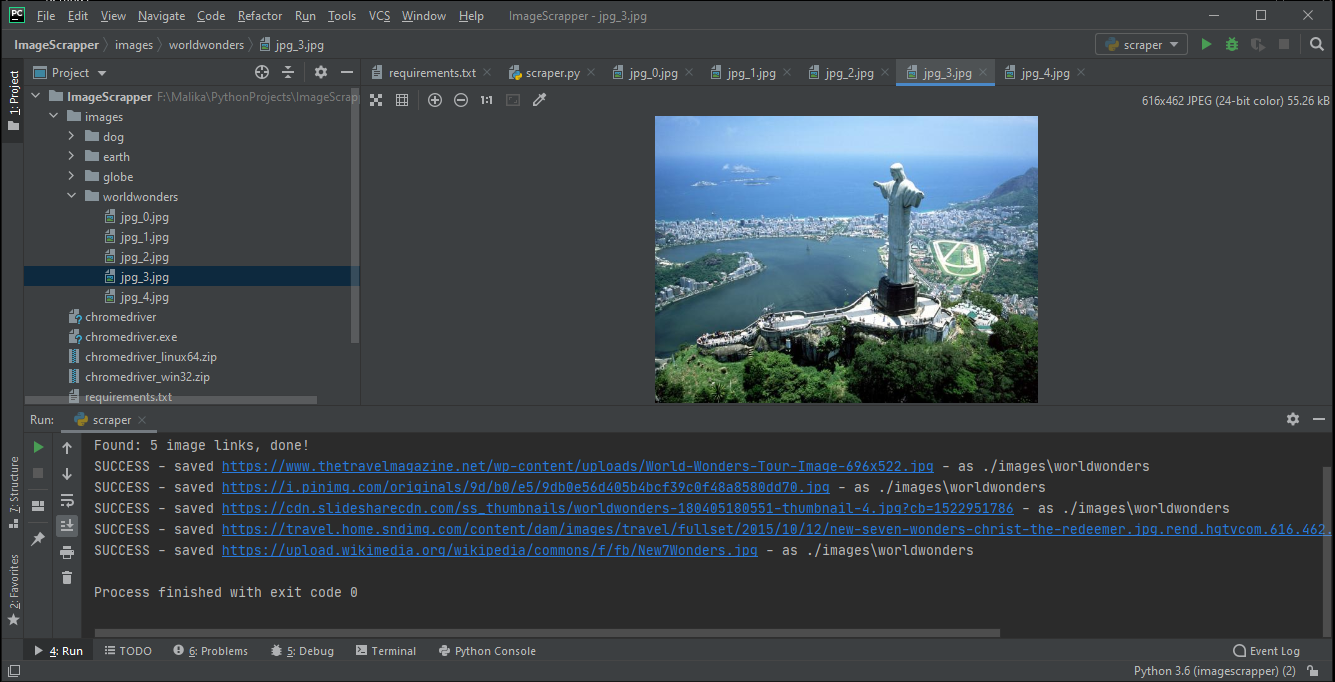 PC File Edit View Navigate Code Refactor Run Tools VCS Window Help ImageScrapper - jpg_3.jpg
ImageScrapper images worldwonders jpg_3.jpg scraper
1: Project
Project
requirements.txt scraper.py jpg_0.jpg jpg_1.jpg jpg_2.jpg jpg_3.jpg jpg_4.jpg
ImageScrapper F:\Malika\PythonProjects\ImageScrap
1:1 616x462 JPEG (24-bit color) 55.26 kB
images
dog
earth
globe
worldwonders
jpg_0.jpg
jpg_1.jpg
jpg_2.jpg
jpg_3.jpg
jpg_4.jpg
chromedriver
chromedriver.exe
chromedriver_linux64.zip
chromedriver_win32.zip
requirements.txt
Run: scraper
Found: 5 image links, done!
SUCCESS - saved https://www.thetravelmagazine.net/wp-content/uploads/World-Wonders-Tour-Image-696x522.jpg - as ./images\worldwonders
SUCCESS - saved https://i.pinimg.com/originals/9d/b0/e5/9db0e56d405b4bcf39c0f48a8580dd70.jpg - as ./images\worldwonders
SUCCESS - saved https://cdn.slidesharecdn.com/ss_thumbnails/worldwonders-180405180551-thumbnail-4.jpg?cb=1522951786 - as ./images\worldwonders
SUCCESS - saved https://travel.home.sndimg.com/content/dam/images/travel/fullset/2015/10/12/new-seven-wonders-christ-the-redeemer.jpg.rend.hgtvcom.616.462.
SUCCESS - saved https://upload.wikimedia.org/wikipedia/commons/f/fb/New7Wonders.jpg - as ./images\worldwonders
Process finished with exit code 0
7: Structure
2: Favorites
4: Run TODO 6: Problems 5: Debug Terminal Python Console Event Log
Python 3.6 (imagescrapper) (2)